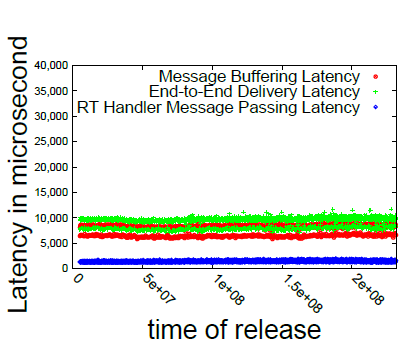 Latency in microsecond
40,000
35,000
30,000
25,000
20,000
15,000
10,000
5,000
0
Message Buffering Latency
End-to-End Delivery Latency
RT Handler Message Passing Latency
0
5e+07
1e+08
1.5e+08
2e+08
time of release